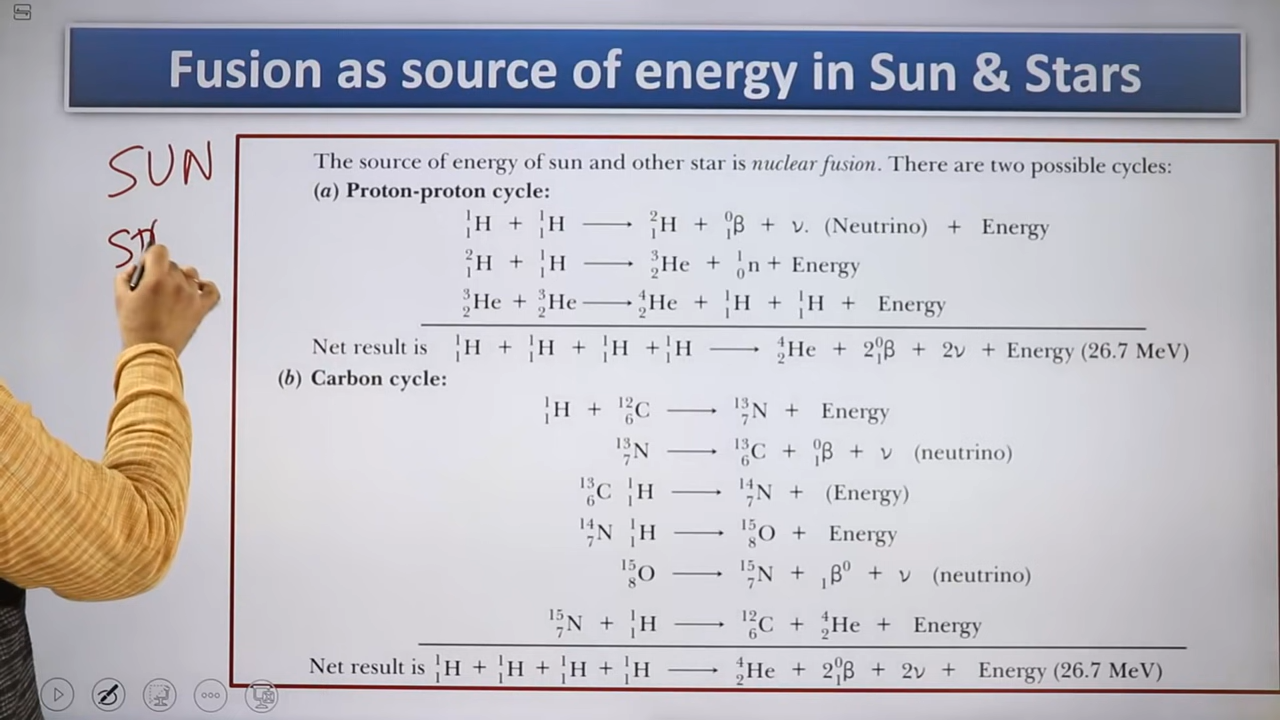 Fusion as source of energy in Sun & Stars
SUN
The source of energy of sun and other star is nuclear fusion. There are two possible cycles:
(a) Proton-proton cycle:
¹₁H + ¹₁H ⟶ ²₁H + ⁰₁β + ν. (Neutrino) + Energy
²₁H + ¹₁H ⟶ ³₂He + ¹₀n + Energy
³₂He + ³₂He ⟶ ⁴₂He + ¹₁H + ¹₁H + Energy
Net result is ¹₁H + ¹₁H + ¹₁H + ¹₁H ⟶ ⁴₂He + 2⁰₁β + 2ν + Energy (26.7 MeV)
(b) Carbon cycle:
¹₁H + ¹²₆C ⟶ ¹³₇N + Energy
¹³₇N ⟶ ¹³₆C + ⁰₁β + ν (neutrino)
¹³₆C ¹₁H ⟶ ¹⁴₇N + (Energy)
¹⁴₇N ¹₁H ⟶ ¹⁵₈O + Energy
¹⁵₈O ⟶ ¹⁵₇N + ₁β⁰ + ν (neutrino)
¹⁵₇N + ¹₁H ⟶ ¹²₆C + ⁴₂He + Energy
Net result is ¹₁H + ¹₁H + ¹₁H + ¹₁H ⟶ ⁴₂He + 2⁰₁β + 2ν + Energy (26.7 MeV)